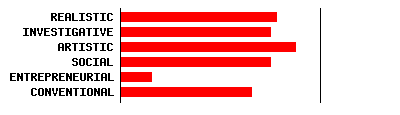 REALISTIC
INVESTIGATIVE
ARTISTIC
SOCIAL
ENTREPRENEURIAL
CONVENTIONAL